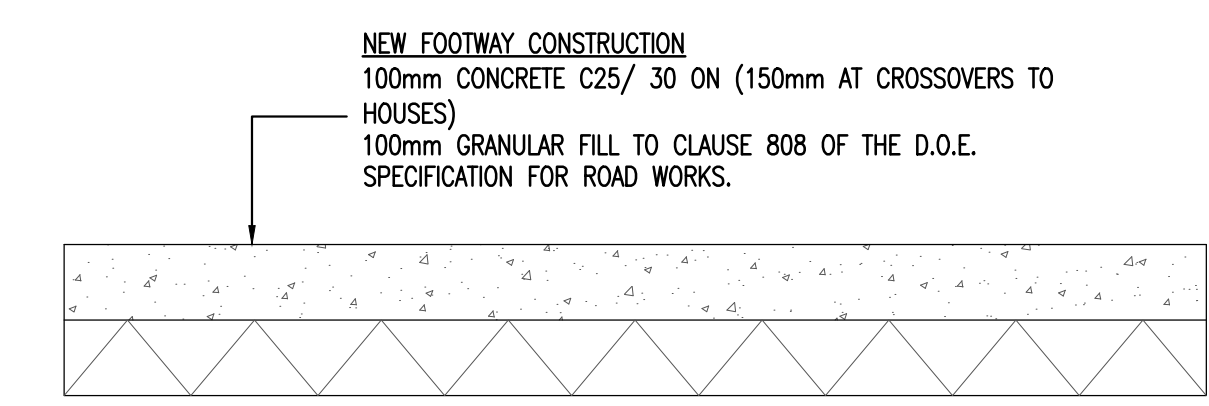 NEW FOOTWAY CONSTRUCTION
100mm CONCRETE C25/ 30 ON (150mm AT CROSSOVERS TO
HOUSES)
100mm GRANULAR FILL TO CLAUSE 808 OF THE D.O.E.
SPECIFICATION FOR ROAD WORKS.